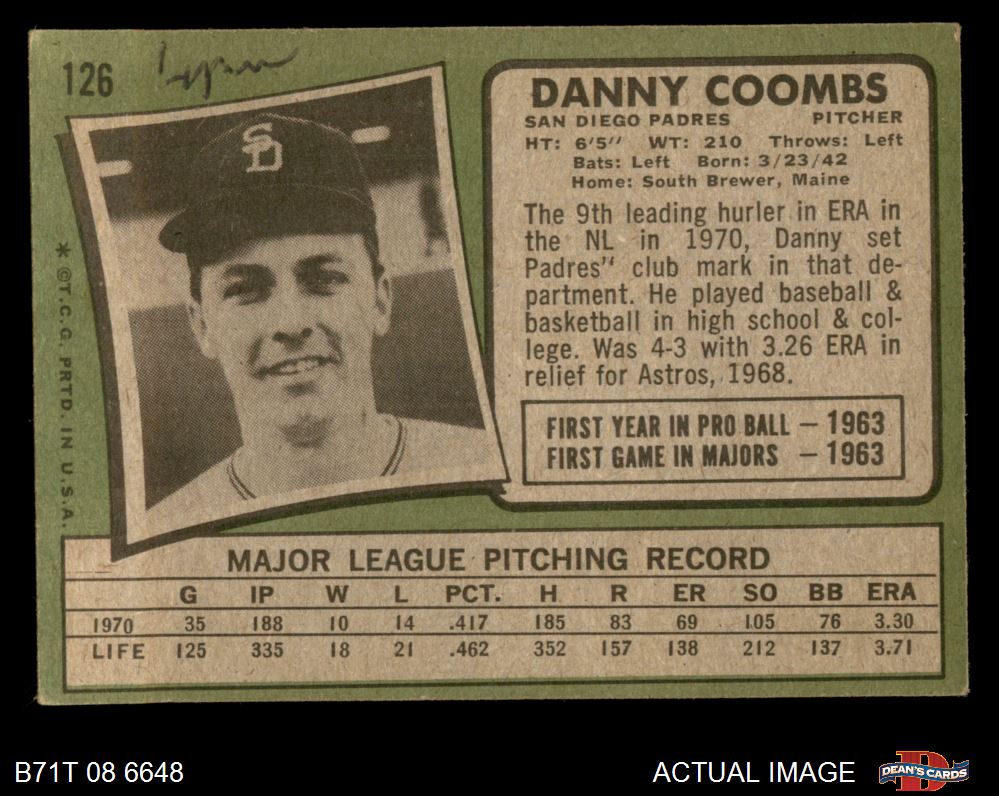 126
DANNY COOMBS
SAN DIEGO PADRES PITCHER
HT: 6'5" WT: 210 Throws: Left
Bats: Left Born: 3/23/42
Home: South Brewer, Maine
The 9th leading hurler in ERA in
the NL in 1970, Danny set
Padres" club mark in that de-
partment. He played baseball &
basketball in high school & col-
lege. Was 4-3 with 3.26 ERA in
relief for Astros, 1968.
FIRST YEAR IN PRO BALL — 1963
FIRST GAME IN MAJORS — 1963
SD
* ©T.C.G. PRTD. IN U.S.A.
MAJOR LEAGUE PITCHING RECORD
G IP W L PCT. H R ER SO BB ERA
1970 35 188 10 14 .417 185 83 69 105 76 3.30
LIFE 125 335 18 21 .462 352 157 138 212 137 3.71
B71T 08 6648
ACTUAL IMAGE
DEAN'S CARDS